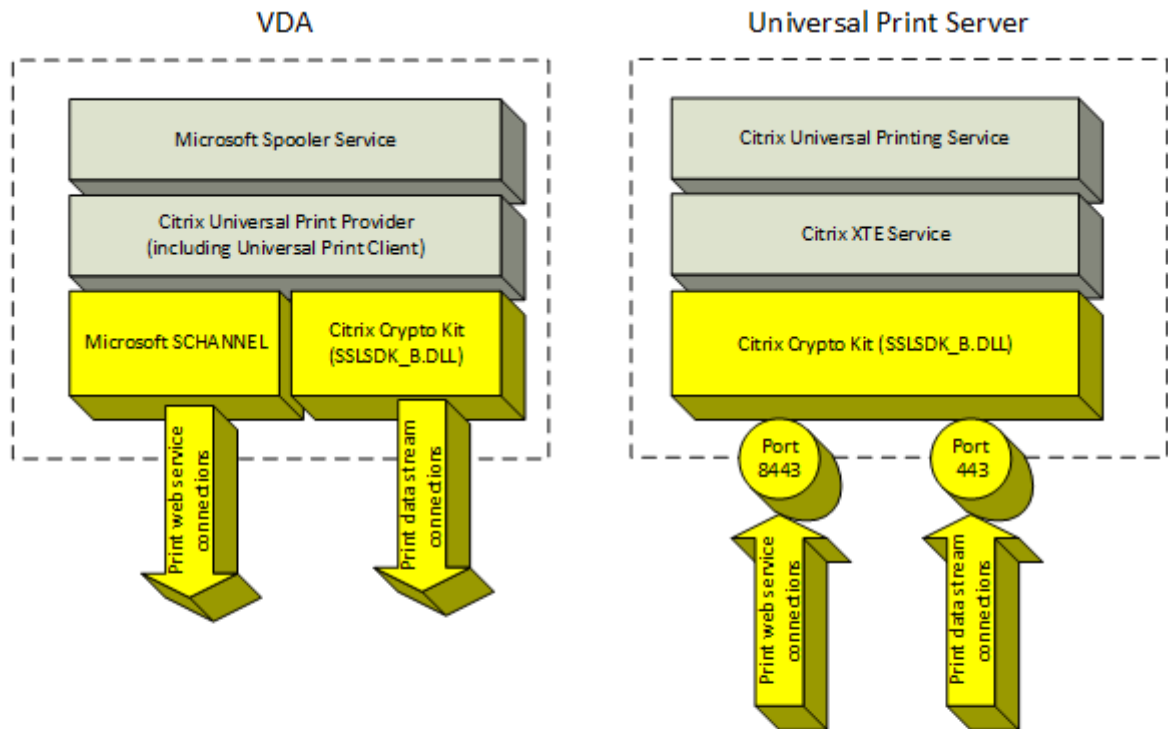 VDA
Microsoft Spooler Service
Citrix Universal Print Provider
(including Universal Print Client)
Microsoft SCHANNEL
Citrix Crypto Kit
(SSLSDK_B.DLL)
Print web service
connections
Print data stream
connections
Universal Print Server
Citrix Universal Printing Service
Citrix XTE Service
Citrix Crypto Kit (SSLSDK_B.DLL)
Port
8443
Port
443
Print web service
connections
Print data stream
connections